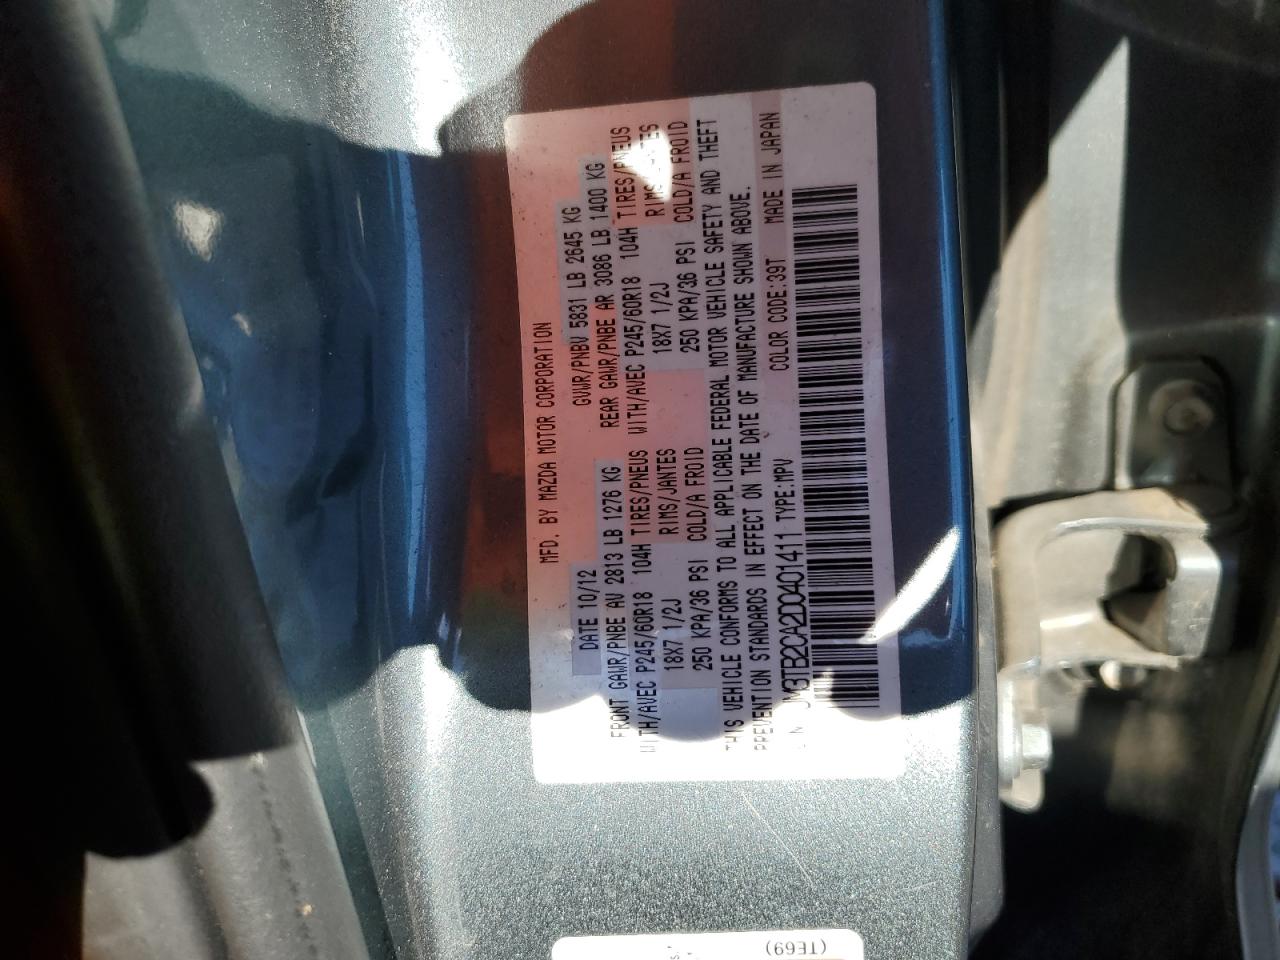 MFD. BY MAZDA MOTOR CORPORATION
DATE 10/12 GVWR/PNBV 5831 LB 2645 KG
FRONT GAWR/PNBE AV 2813 LB 1276 KG REAR GAWR/PNBE AR 3086 LB 1400 KG
WITH/AVEC P245/60R18 104H TIRES/PNEUS WITH/AVEC P245/60R18 104H TIRES/PNEUS
18X7 1/2J RIMS/JANTES 18X7 1/2J RIMS/JANTES
250 KPA/36 PSI COLD/A FROID 250 KPA/36 PSI COLD/A FROID
THIS VEHICLE CONFORMS TO ALL APPLICABLE FEDERAL MOTOR VEHICLE SAFETY AND THEFT
PREVENTION STANDARDS IN EFFECT ON THE DATE OF MANUFACTURE SHOWN ABOVE.
JM3TB2CA2D0401411 TYPE:MPV COLOR CODE:39T MADE IN JAPAN
(TE69)